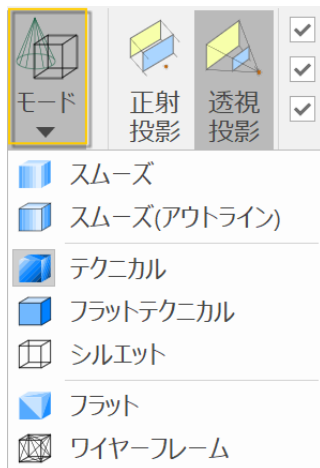 モード
正射
投影
透視
投影
スムーズ
スムーズ(アウトライン)
テクニカル
フラットテクニカル
シルエット
フラット
ワイヤーフレーム